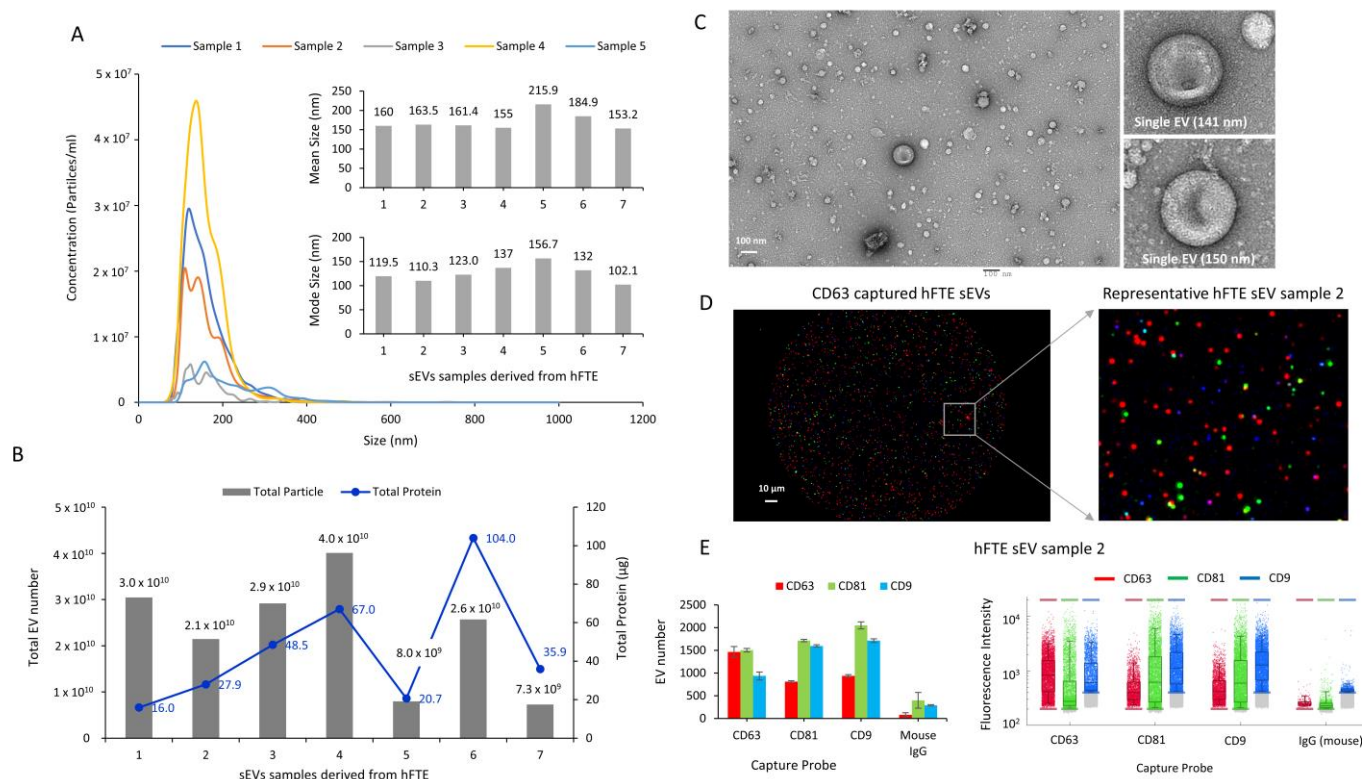 A
Sample 1 Sample 2 Sample 3 Sample 4 Sample 5
Concentration (Partilces/ml)
5 x 10⁷
4 x 10⁷
3 x 10⁷
2 x 10⁷
1 x 10⁷
0
0 200 400 600 800 1000 1200
Size (nm)
Mean Size (nm)
250
200
150
100
50
0
160 163.5 161.4 155 215.9 184.9 153.2
1 2 3 4 5 6 7
Mode Size (nm)
200
150
100
50
0
119.5 110.3 123.0 137 156.7 132 102.1
1 2 3 4 5 6 7
sEVs samples derived from hFTE
B
Total Particle Total Protein
Total EV number
5 x 10¹⁰
4 x 10¹⁰
3 x 10¹⁰
2 x 10¹⁰
1 x 10¹⁰
0
3.0 x 10¹⁰ 2.1 x 10¹⁰ 2.9 x 10¹⁰ 4.0 x 10¹⁰ 8.0 x 10⁹ 2.6 x 10¹⁰ 7.3 x 10⁹
16.0 27.9 48.5 67.0 20.7 104.0 35.9
120
100
80
60
40
20
0
Total Protein (µg)
1 2 3 4 5 6 7
sEVs samples derived from hFTE
C
100 nm
100 nm
Single EV (141 nm)
Single EV (150 nm)
D
CD63 captured hFTE sEVs
Representative hFTE sEV sample 2
10 µm
E
hFTE sEV sample 2
CD63 CD81 CD9
EV number
2500
2000
1500
1000
500
0
CD63 CD81 CD9 Mouse
IgG
Capture Probe
CD63 CD81 CD9
Fluorescence Intensity
10⁴
10³
10²
CD63 CD81 CD9 IgG (mouse)
Capture Probe